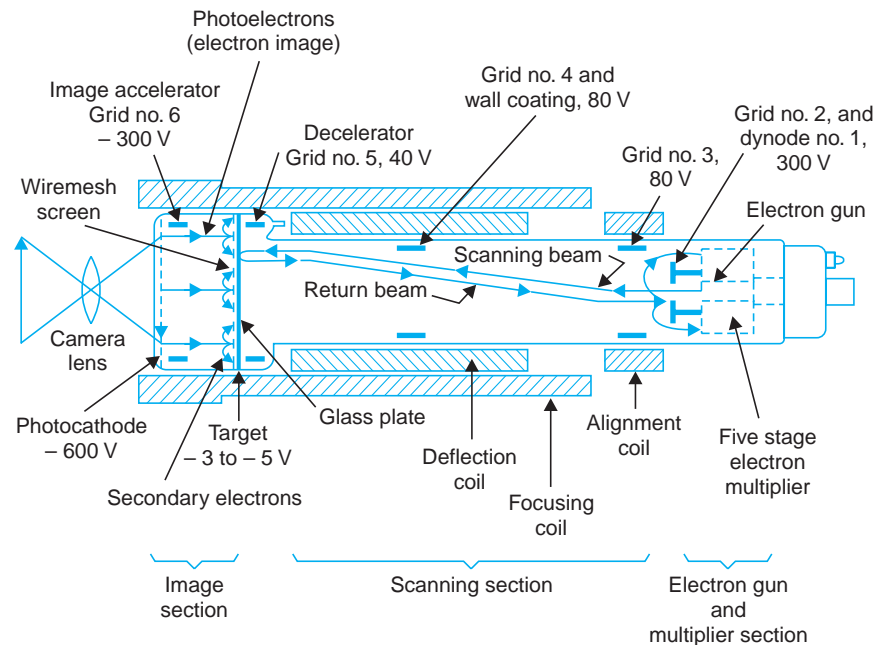 Photoelectrons
(electron image)
Image accelerator
Grid no. 6
– 300 V
Decelerator
Grid no. 5, 40 V
Grid no. 4 and
wall coating, 80 V
Grid no. 2, and
dynode no. 1,
300 V
Grid no. 3,
80 V
Wiremesh
screen
Electron gun
Scanning beam
Return beam
Camera
lens
Photocathode
– 600 V
Target
– 3 to – 5 V
Glass plate
Secondary electrons
Deflection
coil
Focusing
coil
Alignment
coil
Five stage
electron
multiplier
Image
section
Scanning section
Electron gun
and
multiplier section